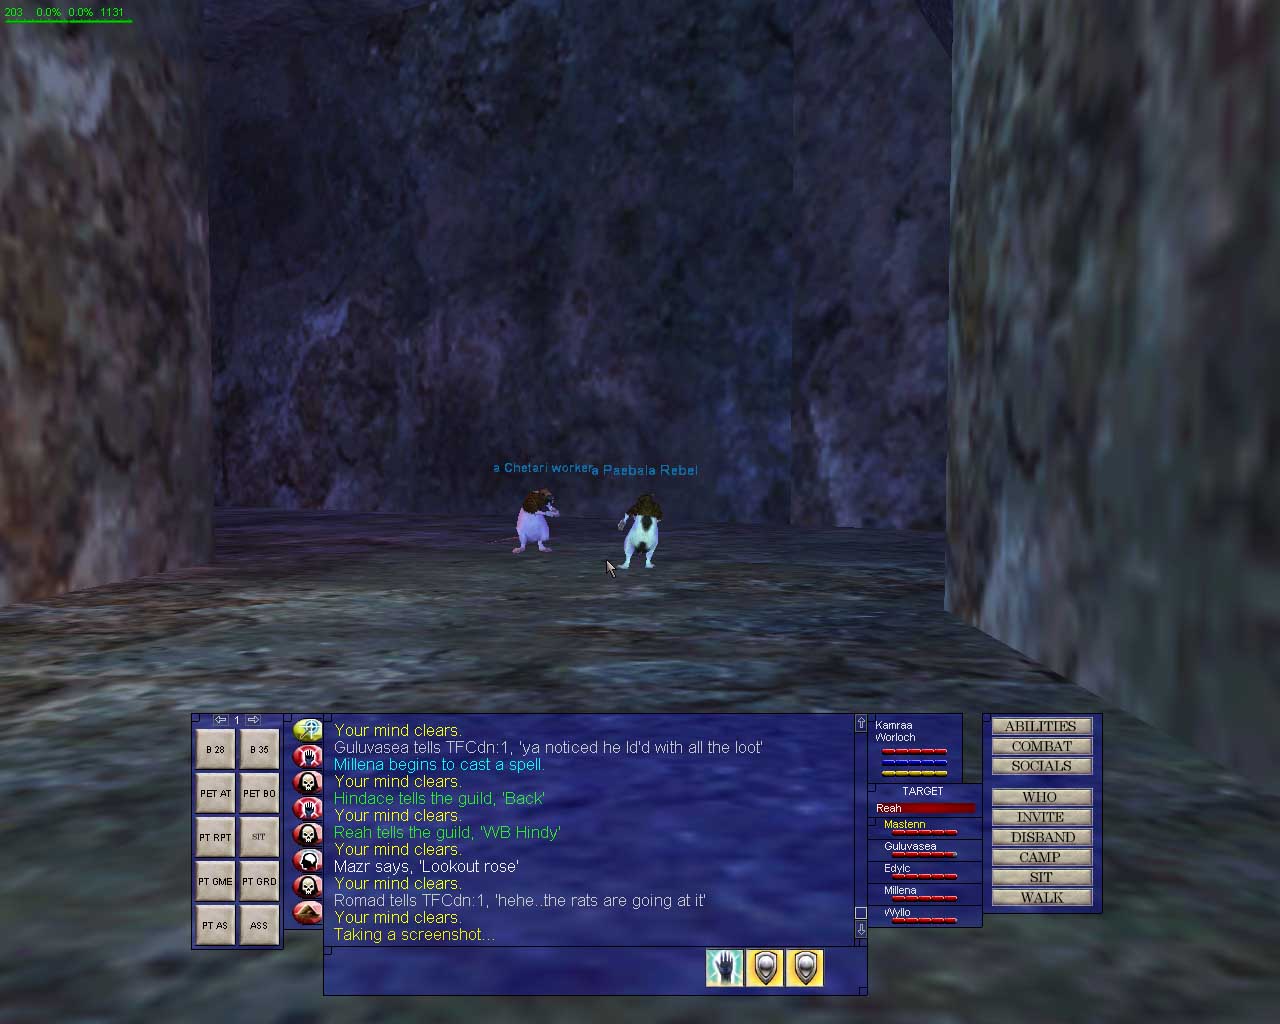 203 0.0% 0.0% 1131
a Chetari worker
a Paebala Rebel
1
B 28
B 35
PET AT
PET BO
PT RPT
SIT
PT GME
PT GRD
PT AS
ASS
Your mind clears.
Guluvasea tells TFCdn:1, 'ya noticed he ld'd with all the loot'
Millena begins to cast a spell.
Your mind clears.
Hindace tells the guild, 'Back'
Your mind clears.
Reah tells the guild, 'WB Hindy'
Your mind clears.
Mazr says, 'Lookout rose'
Your mind clears.
Romad tells TFCdn:1, 'hehe..the rats are going at it'
Your mind clears.
Taking a screenshot...
Kamraa
Worloch
TARGET
Reah
Mastenn
Guluvasea
Edylc
Millena
Wyllo
ABILITIES
COMBAT
SOCIALS
WHO
INVITE
DISBAND
CAMP
SIT
WALK